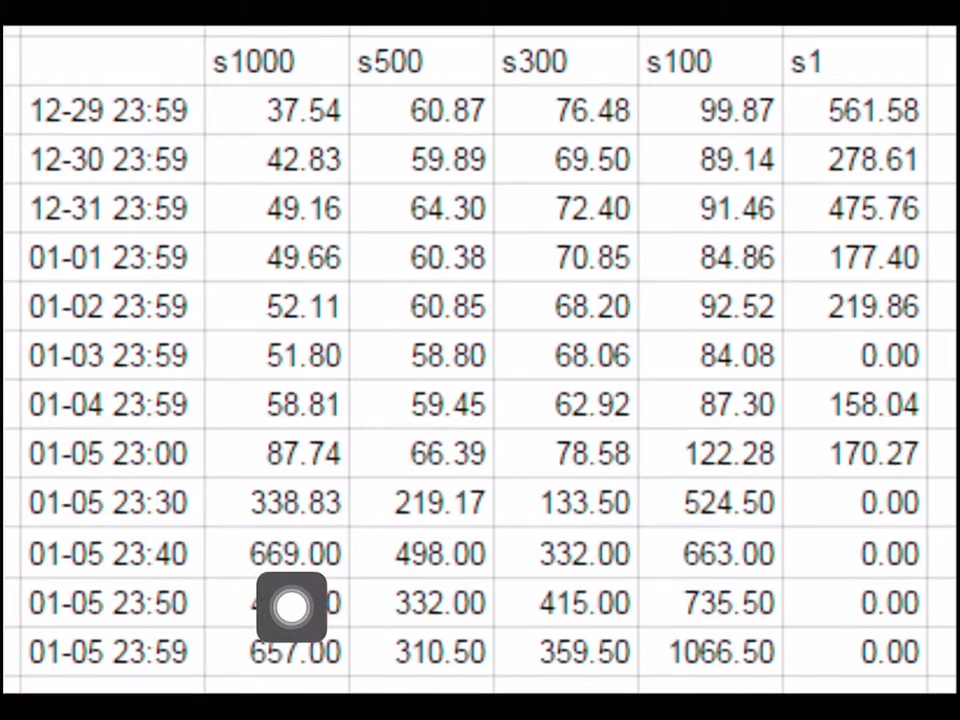 s1000 s500 s300 s100 s1
12-29 23:59 37.54 60.87 76.48 99.87 561.58
12-30 23:59 42.83 59.89 69.50 89.14 278.61
12-31 23:59 49.16 64.30 72.40 91.46 475.76
01-01 23:59 49.66 60.38 70.85 84.86 177.40
01-02 23:59 52.11 60.85 68.20 92.52 219.86
01-03 23:59 51.80 58.80 68.06 84.08 0.00
01-04 23:59 58.81 59.45 62.92 87.30 158.04
01-05 23:00 87.74 66.39 78.58 122.28 170.27
01-05 23:30 338.83 219.17 133.50 524.50 0.00
01-05 23:40 669.00 498.00 332.00 663.00 0.00
01-05 23:50 332.00 415.00 735.50 0.00
01-05 23:59 657.00 310.50 359.50 1066.50 0.00